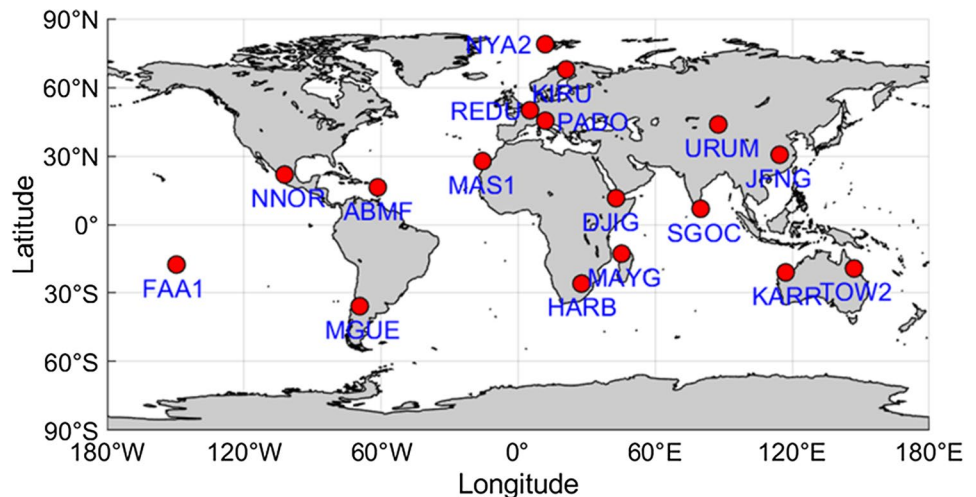 90°N
NYA2
60°N
KIRU
REDU
PADO
URUM
30°N
JFNG
MAS1
NNOR
ABMF
DJIG
SGOC
0°
Latitude
MAYG
FAA1
KARR
TOW2
30°S
HARB
MGUE
60°S
90°S
180°W
120°W
60°W
0°
60°E
120°E
180°E
Longitude